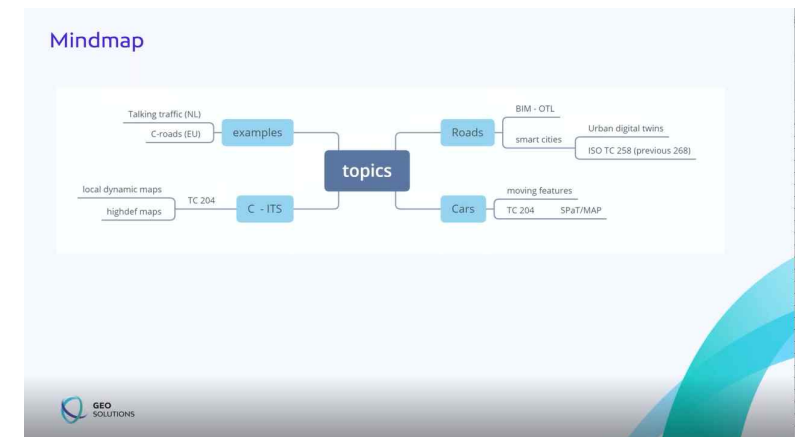 Mindmap
Talking traffic (NL)
C-roads (EU)
examples
local dynamic maps
highdef maps
TC 204
C - ITS
topics
Roads
BIM - OTL
smart cities
Urban digital twins
ISO TC 258 (previous 268)
Cars
moving features
TC 204
SPaT/MAP
GEO
SOLUTIONS